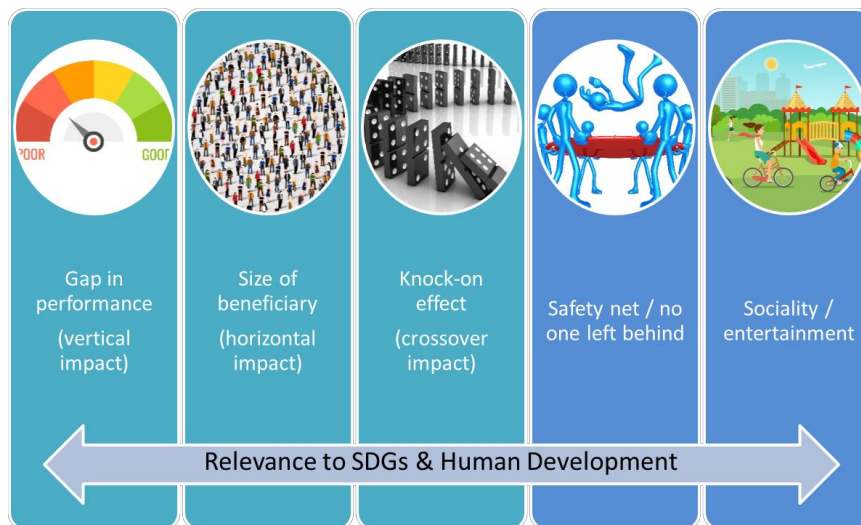 POOR
GOOD
Gap in
performance
(vertical
impact)
Size of
beneficiary
(horizontal
impact)
Knock-on
effect
(crossover
impact)
Safety net / no
one left behind
Sociality /
entertainment
Relevance to SDGs & Human Development